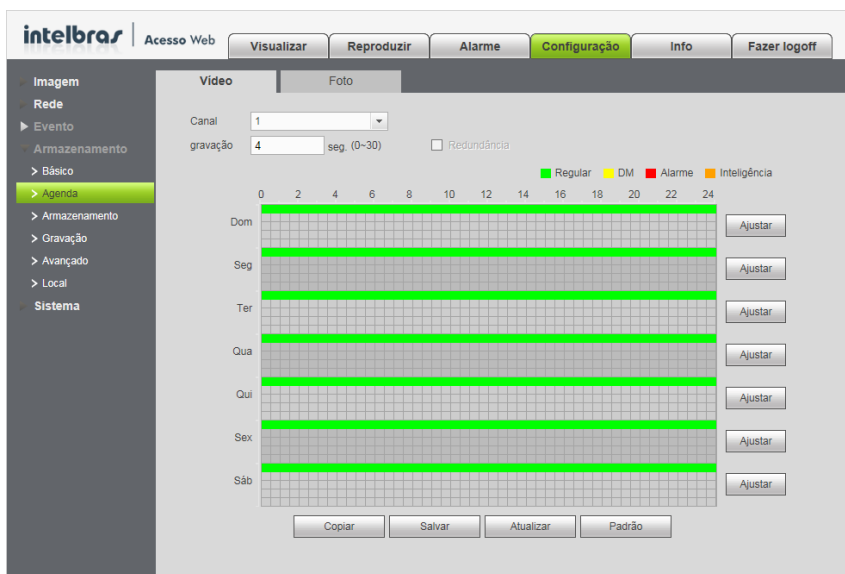 intelbras Acesso Web
Visualizar Reproduzir Alarme Configuração Info Fazer logoff
Imagem
Rede
Evento
Armazenamento
Básico
Agenda
Armazenamento
Gravação
Avançado
Local
Sistema
Vídeo Foto
Canal 1
gravação 4 seg. (0~30) Redundância
Regular DM Alarme Inteligência
0 2 4 6 8 10 12 14 16 18 20 22 24
Dom Ajustar
Seg Ajustar
Ter Ajustar
Qua Ajustar
Qui Ajustar
Sex Ajustar
Sáb Ajustar
Copiar Salvar Atualizar Padrão